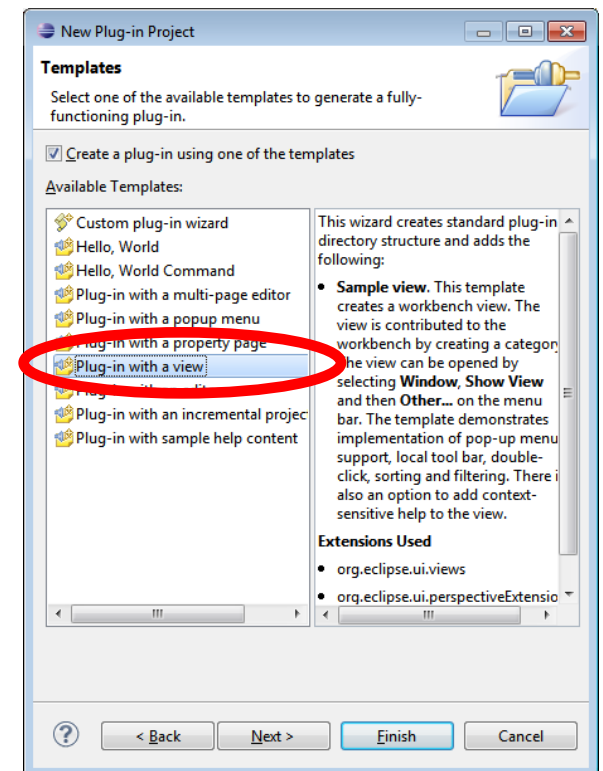 New Plug-in Project
Templates
Select one of the available templates to generate a fully-
functioning plug-in.
Create a plug-in using one of the templates
Available Templates:
Custom plug-in wizard
Hello, World
Hello, World Command
Plug-in with a multi-page editor
Plug-in with a popup menu
Plug-in with a property page
Plug-in with a view
Plug-in with an incremental projec
Plug-in with sample help content
This wizard creates standard plug-in
directory structure and adds the
following:
• Sample view. This template
creates a workbench view. The
view is contributed to the
workbench by creating a category
he view can be opened by
selecting Window, Show View
and then Other... on the menu
bar. The template demonstrates
implementation of pop-up menu
support, local tool bar, double-
click, sorting and filtering. There i
also an option to add context-
sensitive help to the view.
Extensions Used
• org.eclipse.ui.views
• org.eclipse.ui.perspectiveExtensio
< Back
Next >
Finish
Cancel